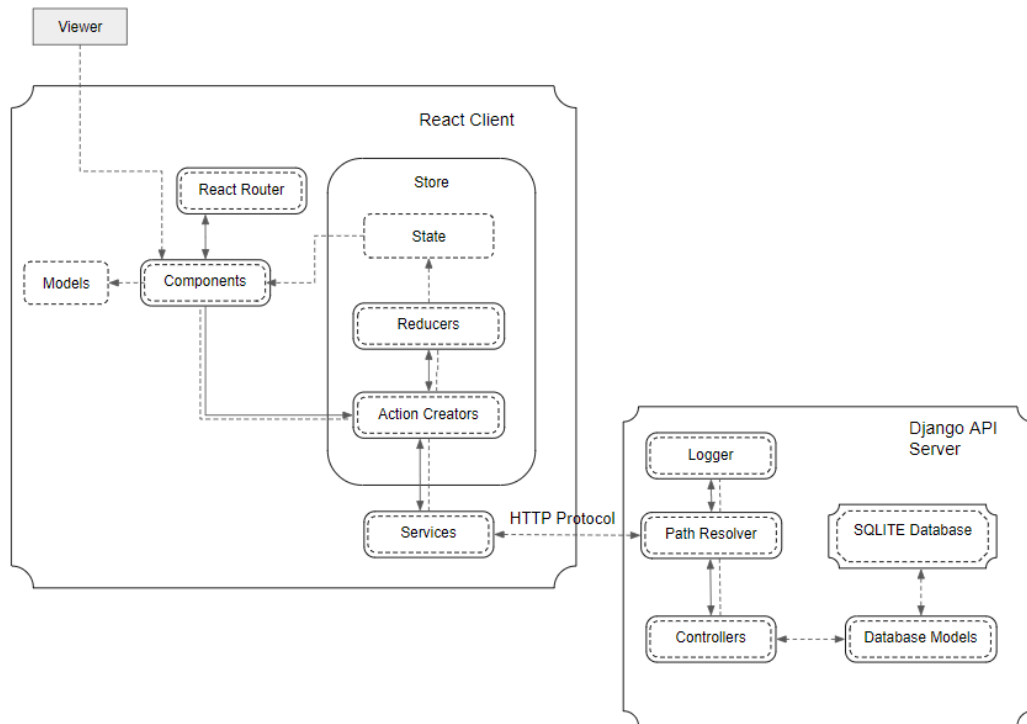 Viewer
React Client
Store
React Router
State
Models
Components
Reducers
Action Creators
Services
HTTP Protocol
Django API
Server
Logger
Path Resolver
SQLITE Database
Controllers
Database Models